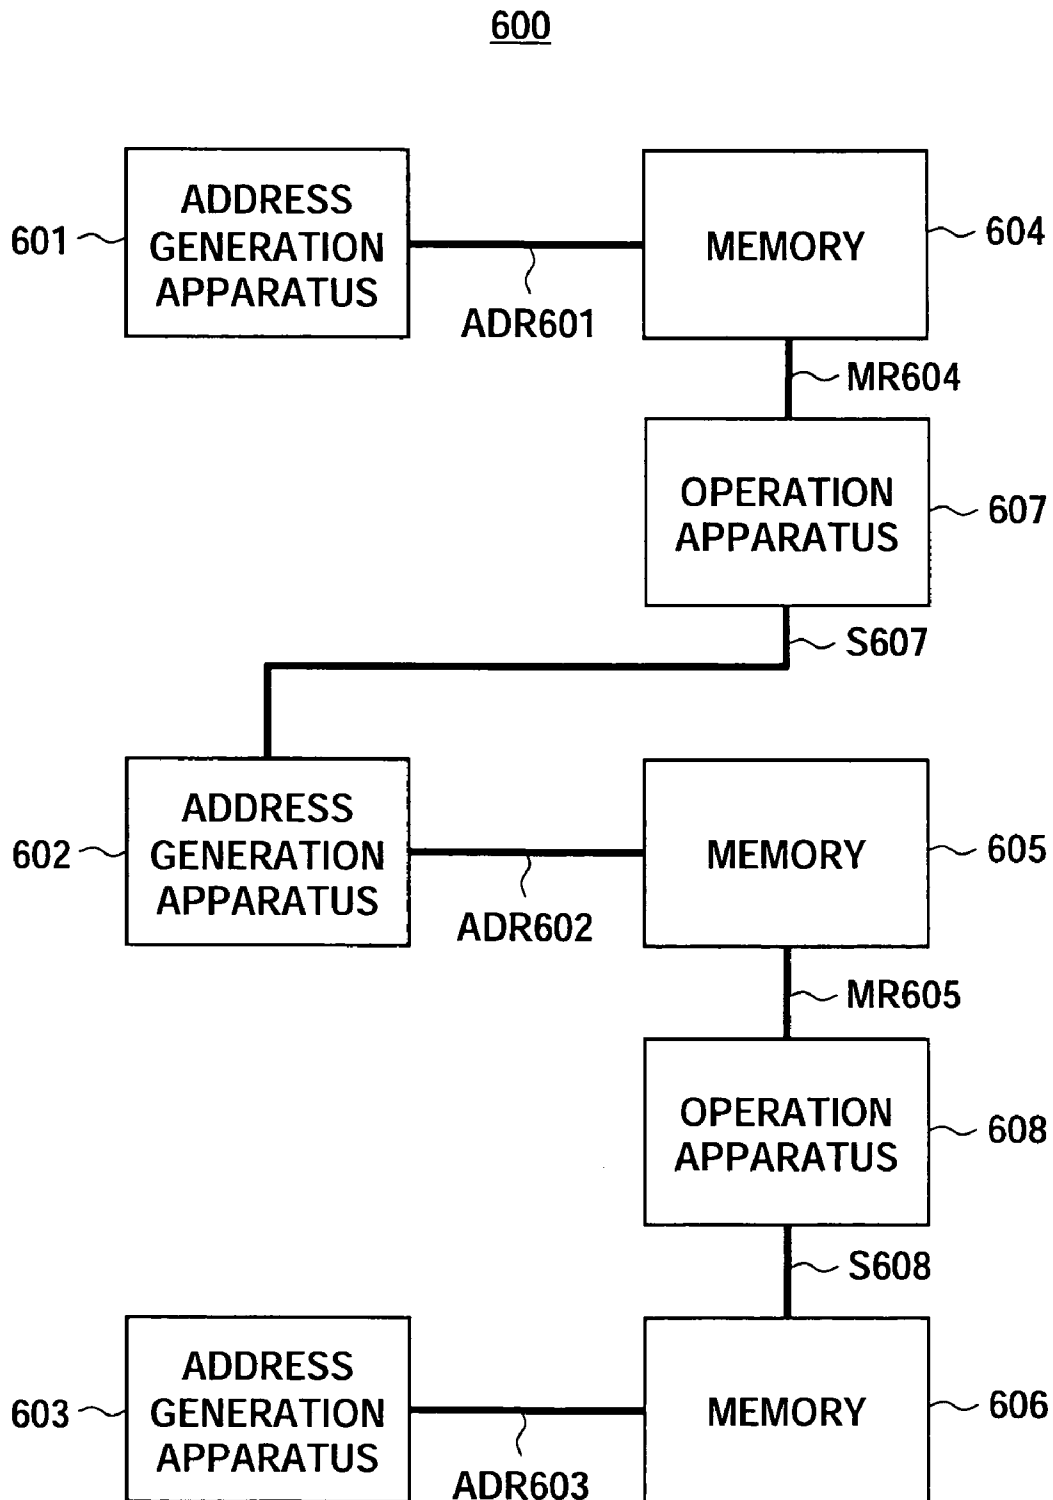 600
ADDRESS
GENERATION
APPARATUS
601
ADR601
MEMORY
604
MR604
OPERATION
APPARATUS
607
S607
ADDRESS
GENERATION
APPARATUS
602
ADR602
MEMORY
605
MR605
OPERATION
APPARATUS
608
S608
ADDRESS
GENERATION
APPARATUS
603
ADR603
MEMORY
606